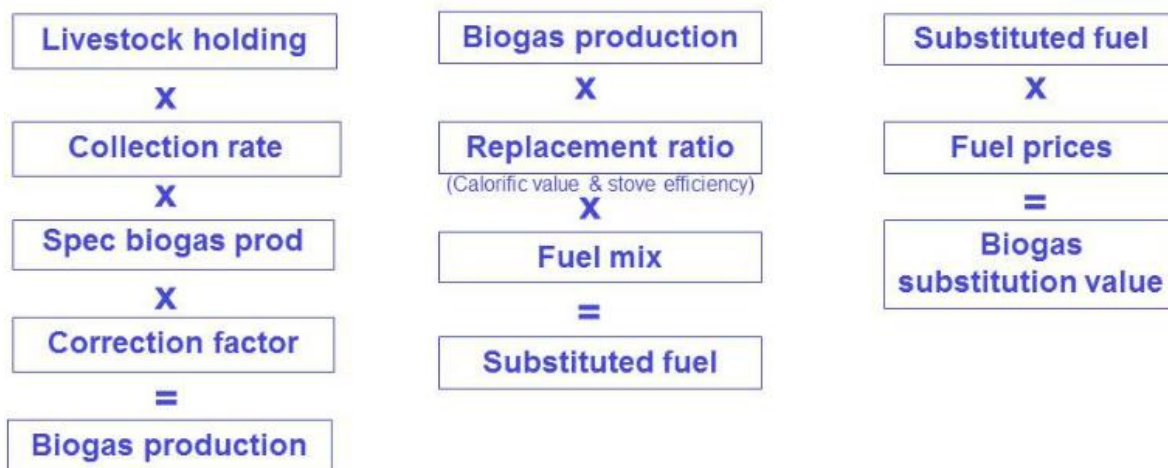 Livestock holding
x
Collection rate
x
Spec biogas prod
x
Correction factor
=
Biogas production
Biogas production
x
Replacement ratio
(Calorific value & stove efficiency)
x
Fuel mix
=
Substituted fuel
Substituted fuel
x
Fuel prices
=
Biogas
substitution value